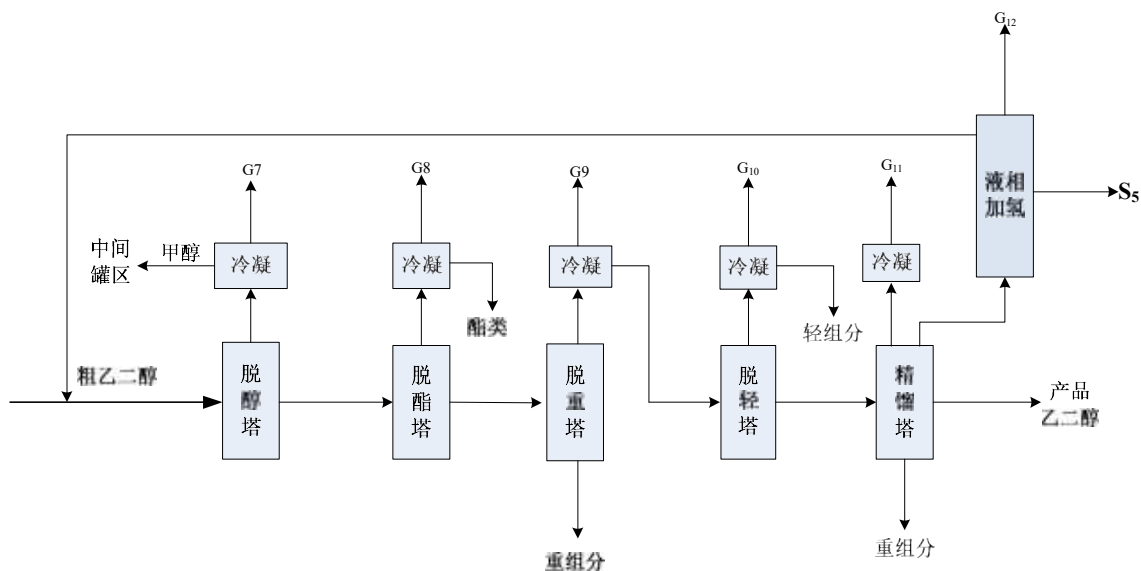 G12
G7
G8
G9
G10
G11
液相
加氢
S5
中间
罐区
甲醇
冷凝
冷凝
冷凝
冷凝
冷凝
酯类
轻组分
粗乙二醇
脱
醇
塔
脱
酯
塔
脱
重
塔
脱
轻
塔
精
馏
塔
产品
乙二醇
重组分
重组分